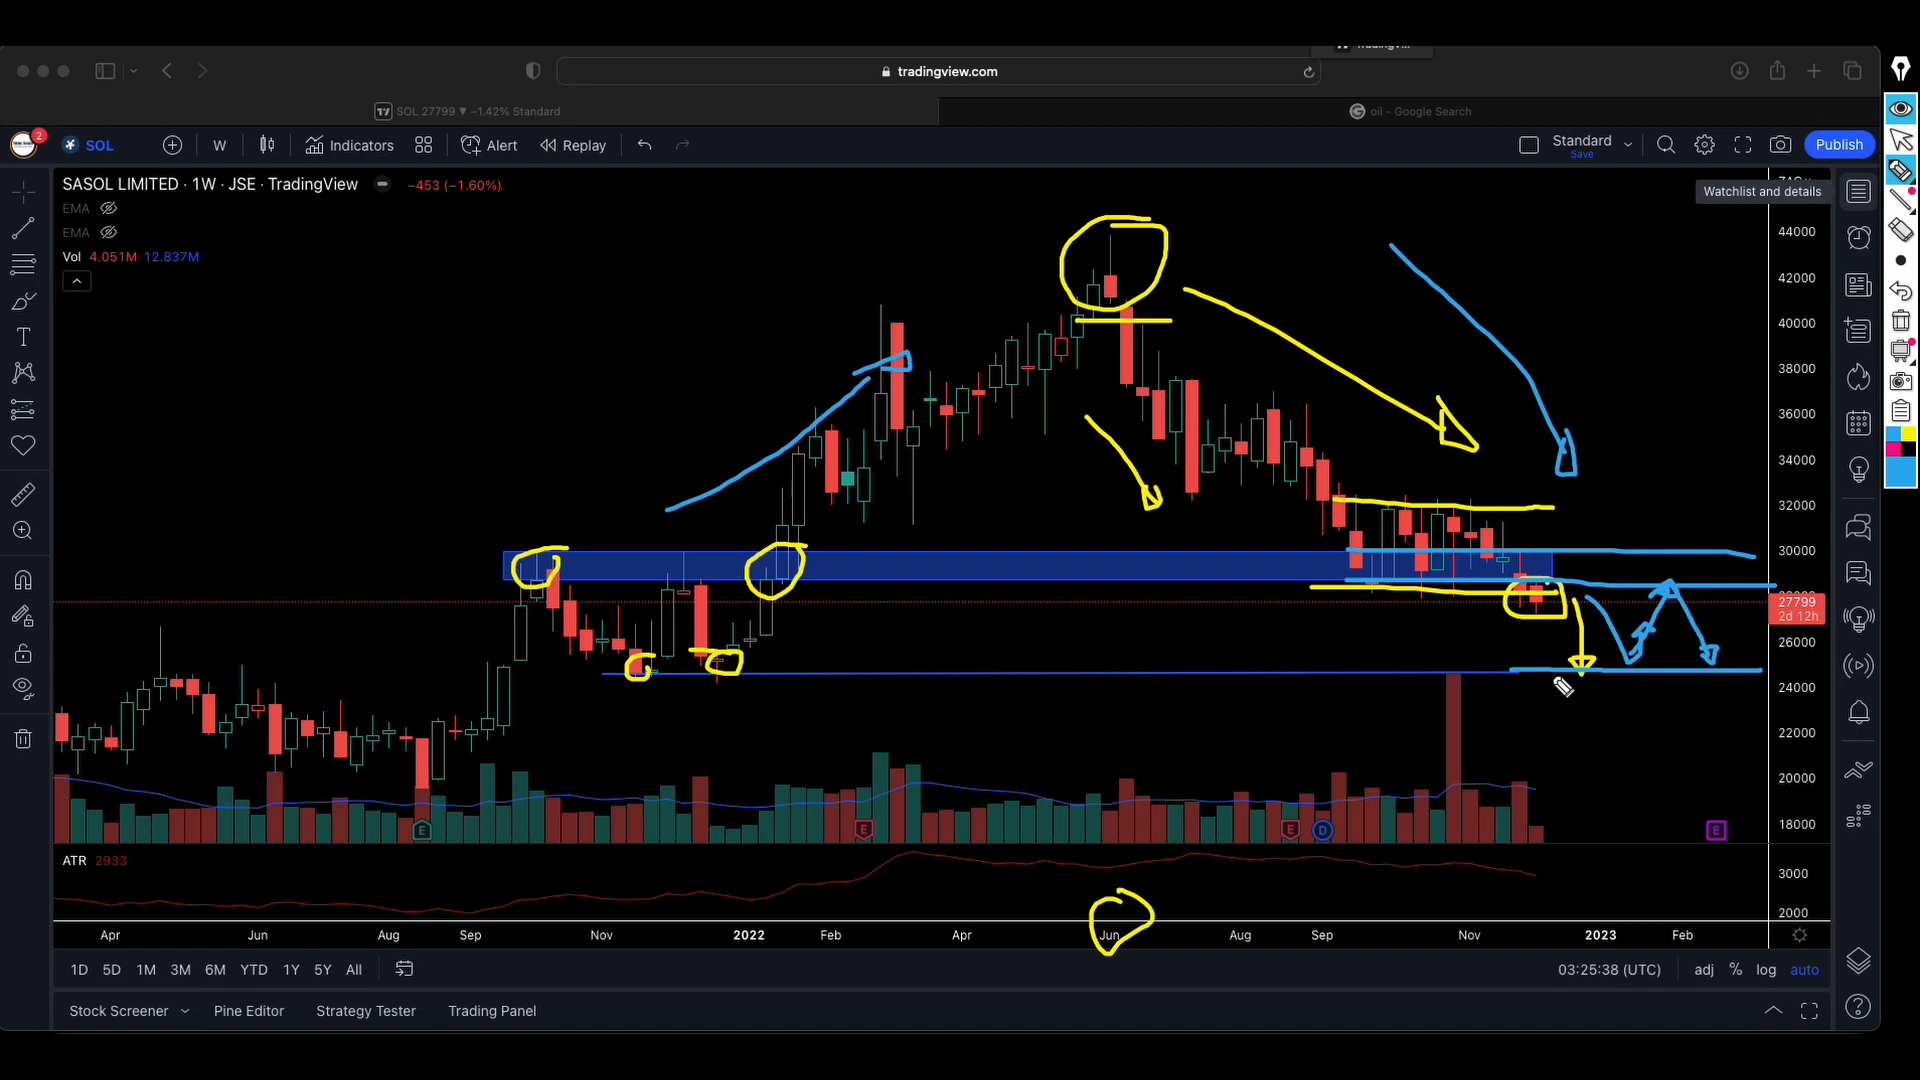 tradingview.com
SOL 27799 ▼ −1.42% Standard
oil - Google Search
2
SOL
W
Indicators
Alert
Replay
Standard
Save
Publish
SASOL LIMITED · 1W · JSE · TradingView
−453 (−1.60%)
Watchlist and details
EMA
EMA
Vol 4.051M 12.837M
44000
42000
40000
38000
36000
34000
32000
30000
27799
2d 12h
26000
24000
22000
20000
18000
E
E
E
D
E
ATR 2933
3000
2000
Apr
Jun
Aug
Sep
Nov
2022
Feb
Apr
Jun
Aug
Sep
Nov
2023
Feb
1D 5D 1M 3M 6M YTD 1Y 5Y All
03:25:38 (UTC)
adj % log auto
Stock Screener
Pine Editor
Strategy Tester
Trading Panel